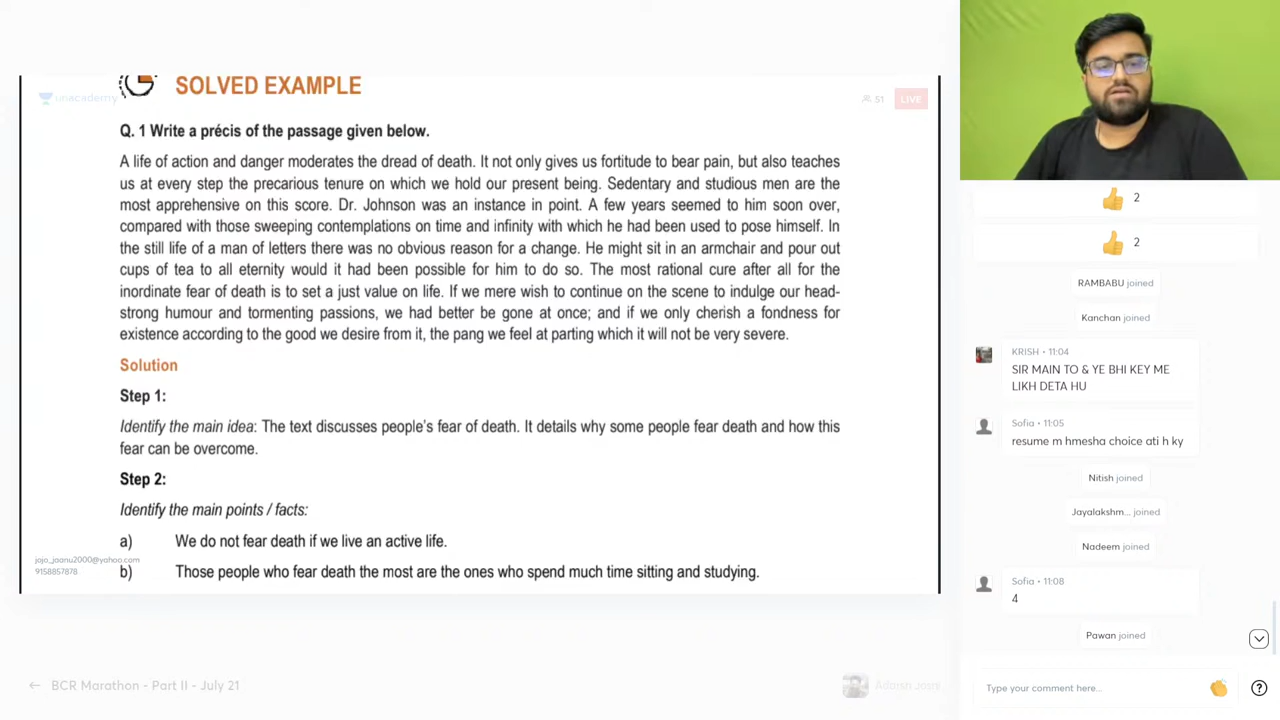 SOLVED EXAMPLE
unacademy
51
LIVE
Q. 1 Write a précis of the passage given below.
A life of action and danger moderates the dread of death. It not only gives us fortitude to bear pain, but also teaches
us at every step the precarious tenure on which we hold our present being. Sedentary and studious men are the
most apprehensive on this score. Dr. Johnson was an instance in point. A few years seemed to him soon over,
compared with those sweeping contemplations on time and infinity with which he had been used to pose himself. In
the still life of a man of letters there was no obvious reason for a change. He might sit in an armchair and pour out
cups of tea to all eternity would it had been possible for him to do so. The most rational cure after all for the
inordinate fear of death is to set a just value on life. If we mere wish to continue on the scene to indulge our head-
strong humour and tormenting passions, we had better be gone at once; and if we only cherish a fondness for
existence according to the good we desire from it, the pang we feel at parting which it will not be very severe.
Solution
Step 1:
Identify the main idea: The text discusses people's fear of death. It details why some people fear death and how this
fear can be overcome.
Step 2:
Identify the main points / facts:
a) We do not fear death if we live an active life.
jojo_jaanu2000@yahoo.com
9158857878
b) Those people who fear death the most are the ones who spend much time sitting and studying.
BCR Marathon - Part II - July 21
2
2
RAMBABU joined
Kanchan joined
KRISH • 11:04
SIR MAIN TO & YE BHI KEY ME
LIKH DETA HU
Sofia • 11:05
resume m hmesha choice ati h ky
Nitish joined
Jayalakshm... joined
Nadeem joined
Sofia • 11:08
4
Pawan joined
Type your comment here...